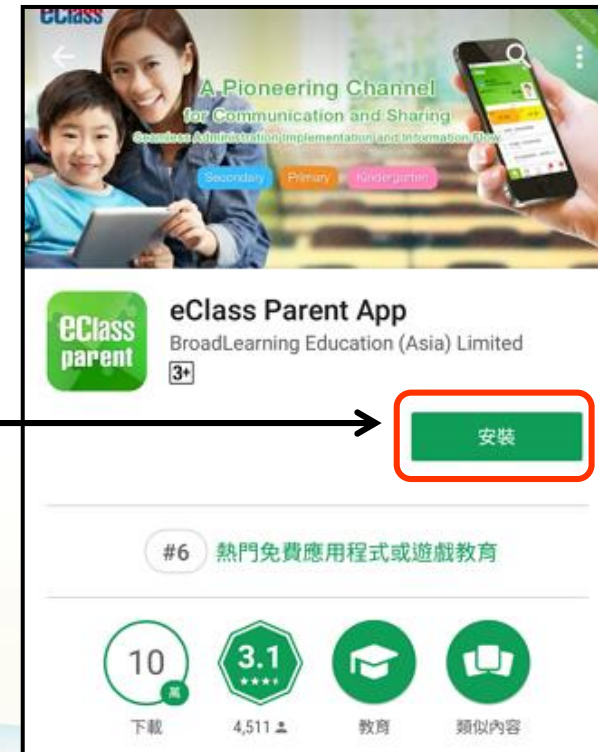 eClass
A Pioneering Channel
for Communication and Sharing
Seamless Administration Implementation and Information Flow
Secondary Primary Kindergarten
eClass
parent
eClass Parent App
BroadLearning Education (Asia) Limited
3+
安裝
#6 熱門免費應用程式或遊戲教育
10
萬
3.1
下載 4,511 教育 類似內容